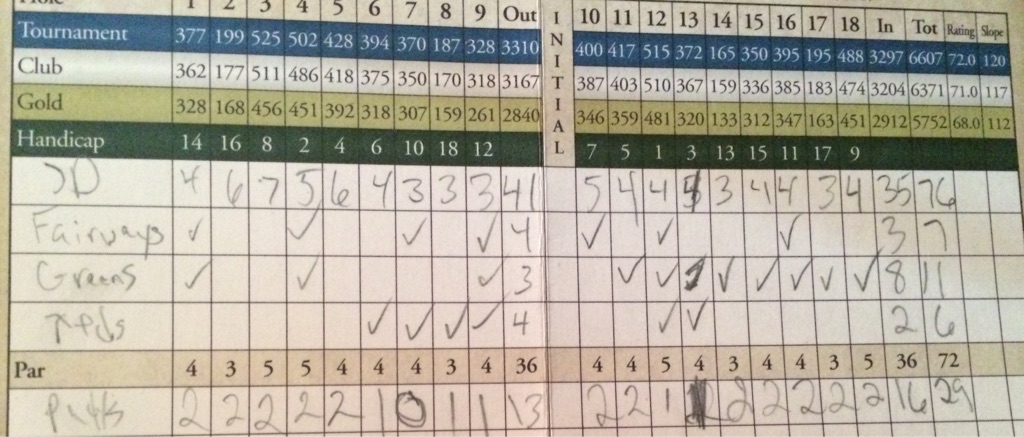 1 2 3 4 5 6 7 8 9 Out INITIAL 10 11 12 13 14 15 16 17 18 In Tot Rating Slope
Tournament 377 199 525 502 428 394 370 187 328 3310 400 417 515 372 165 350 395 195 488 3297 6607 72.0 120
Club 362 177 511 486 418 375 350 170 318 3167 387 403 510 367 159 336 385 183 474 3204 6371 71.0 117
Gold 328 168 456 451 392 318 307 159 261 2840 346 359 481 320 133 312 347 163 451 2912 5752 68.0 112
Handicap 14 16 8 2 4 6 10 18 12 7 5 1 3 13 15 11 17 9
JD 4 6 7 5 6 4 3 3 3 41 5 4 4 3 4 4 3 4 35 76
Fairways ✓ ✓ ✓ ✓ 4 ✓ ✓ ✓ 3 7
Greens ✓ ✓ ✓ 3 ✓ ✓ ✓ ✓ ✓ ✓ ✓ 8 11
✓ ✓ ✓ ✓ 4 ✓ ✓ 2 6
Par 4 3 5 5 4 4 4 3 4 36 4 4 5 4 3 4 4 3 5 36 72
Putts 2 2 2 2 2 1 0 1 1 13 2 2 1 2 2 2 2 2 16 29